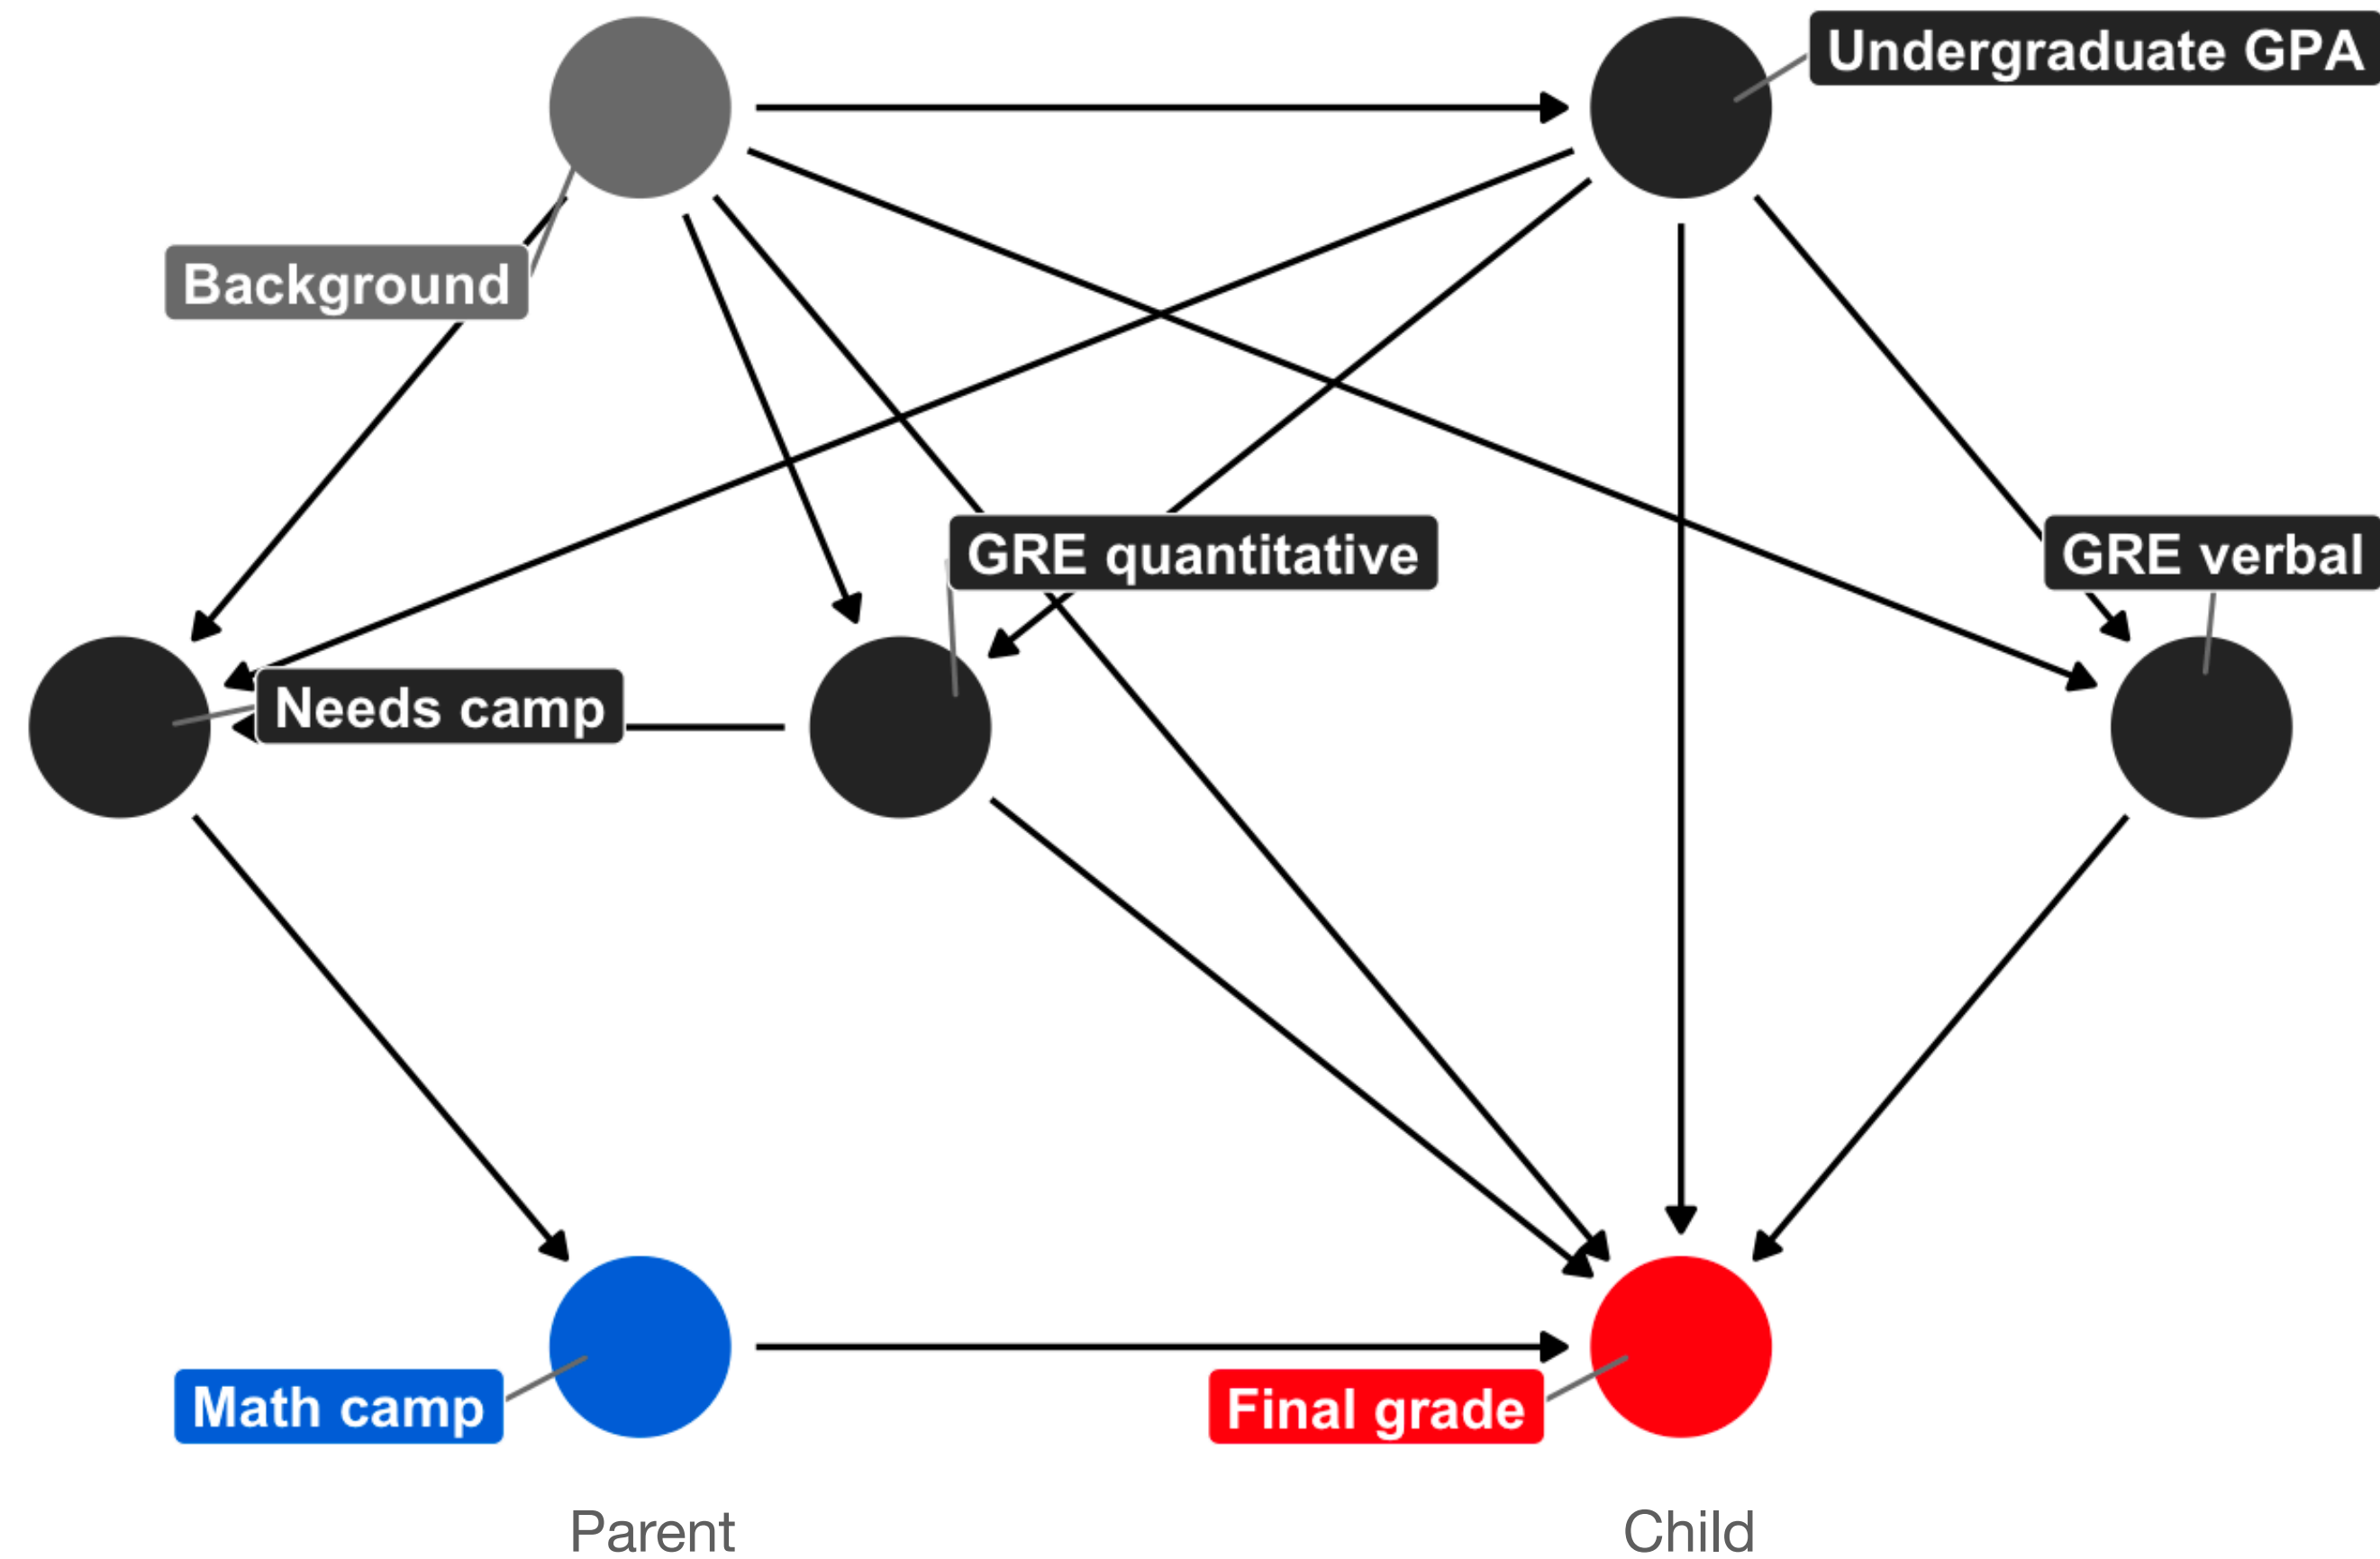 Undergraduate GPA
Background
GRE quantitative
GRE verbal
Needs camp
Math camp
Final grade
Parent
Child